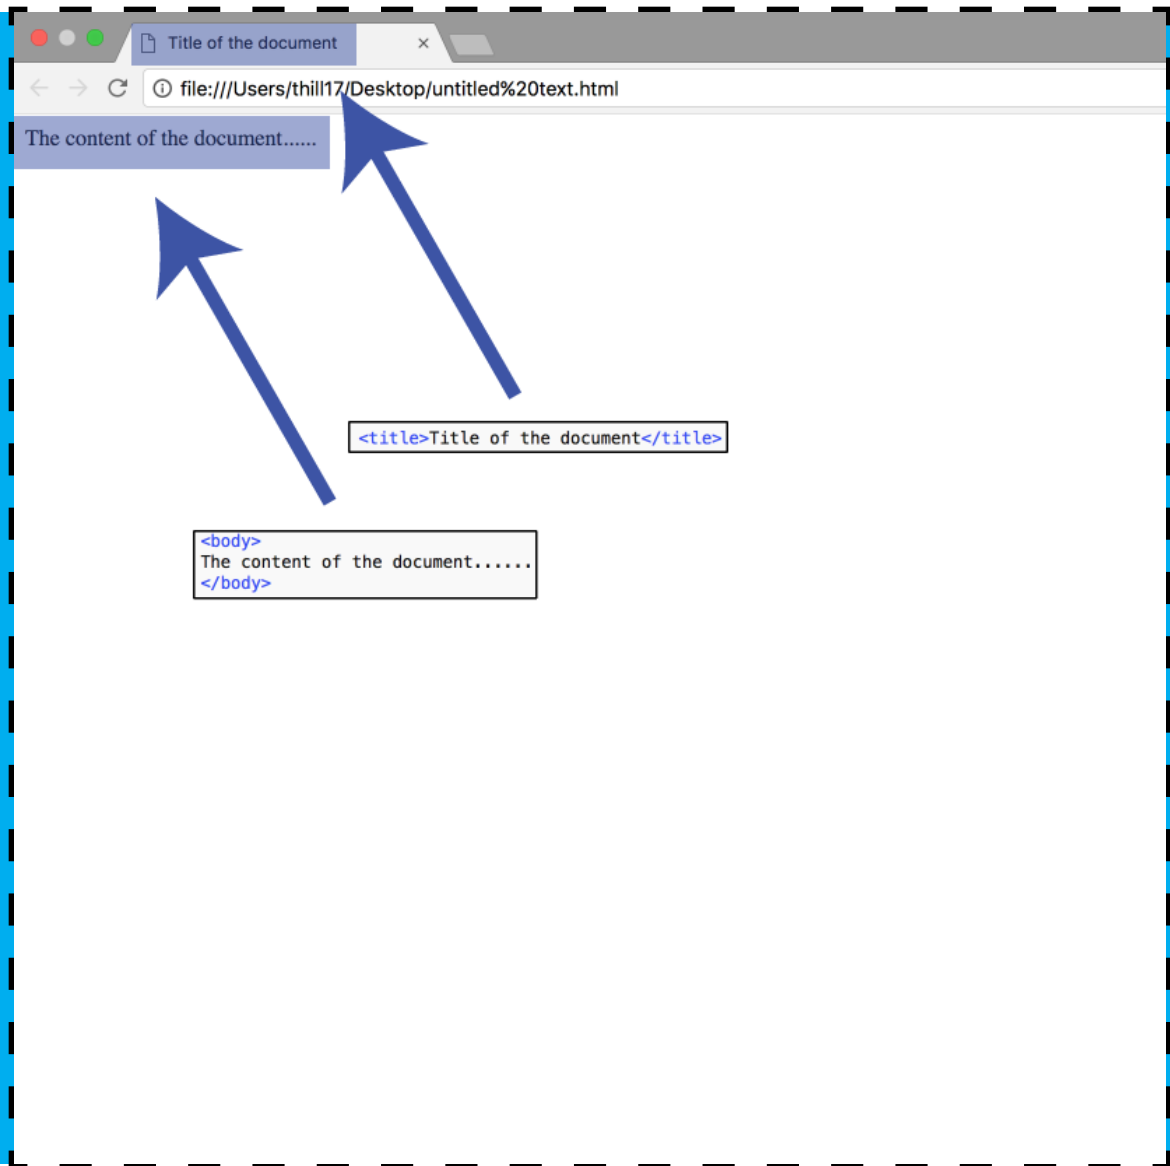 Title of the document
file:///Users/thill17/Desktop/untitled%20text.html
The content of the document......
<title>Title of the document</title>
<body>
The content of the document......
</body>